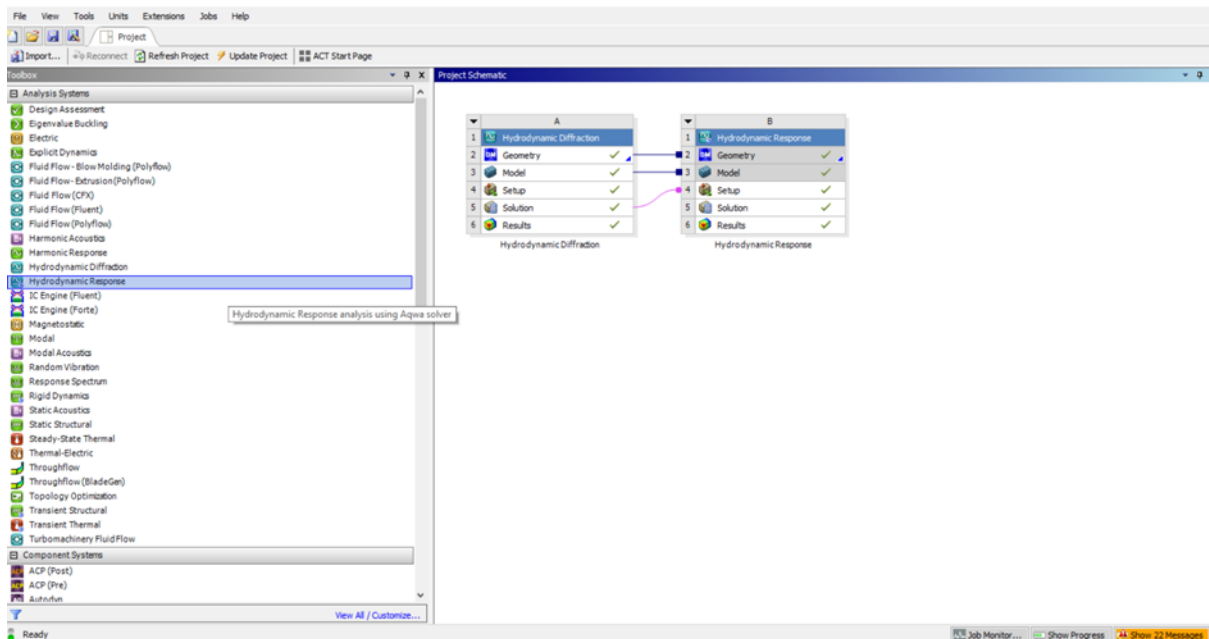 File View Tools Units Extensions Jobs Help
Project
Import... Reconnect Refresh Project Update Project ACT Start Page
Toolbox
Project Schematic
Analysis Systems
Design Assessment
Eigenvalue Buckling
Electric
Explicit Dynamics
Fluid Flow - Blow Molding (Polyflow)
Fluid Flow - Extrusion (Polyflow)
Fluid Flow (CFX)
Fluid Flow (Fluent)
Fluid Flow (Polyflow)
Harmonic Acoustics
Harmonic Response
Hydrodynamic Diffraction
Hydrodynamic Response
IC Engine (Fluent)
IC Engine (Forte)
Magnetostatic
Modal
Modal Acoustics
Random Vibration
Response Spectrum
Rigid Dynamics
Static Acoustics
Static Structural
Steady-State Thermal
Thermal-Electric
Throughflow
Throughflow (BladeGen)
Topology Optimization
Transient Structural
Transient Thermal
Turbomachinery Fluid Flow
Component Systems
ACP (Post)
ACP (Pre)
Autodyn
View All / Customize...
Hydrodynamic Response analysis using Aqwa solver
A
1 Hydrodynamic Diffraction
2 DM Geometry
3 Model
4 Setup
5 Solution
6 Results
Hydrodynamic Diffraction
B
1 Hydrodynamic Response
2 DM Geometry
3 Model
4 Setup
5 Solution
6 Results
Hydrodynamic Response
Ready
Job Monitor... Show Progress Show 22 Messages